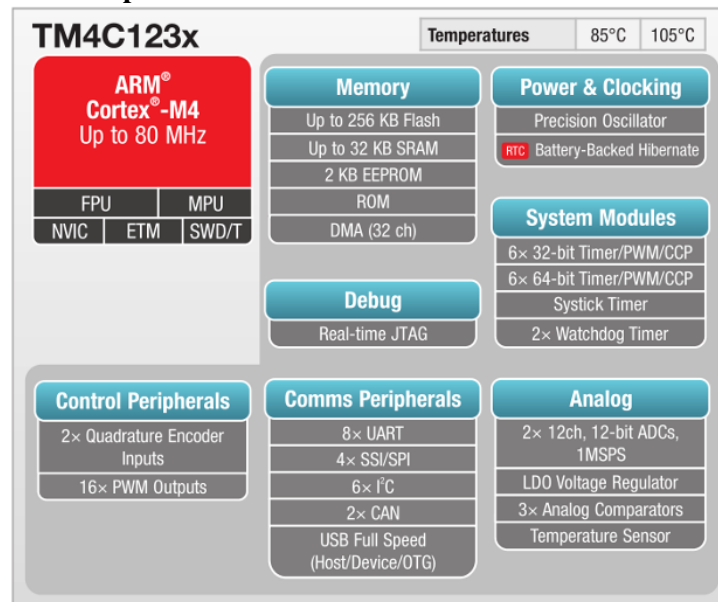 TM4C123x
Temperatures 85°C 105°C
ARM®
Cortex®-M4
Up to 80 MHz
FPU MPU
NVIC ETM SWD/T
Memory
Up to 256 KB Flash
Up to 32 KB SRAM
2 KB EEPROM
ROM
DMA (32 ch)
Power & Clocking
Precision Oscillator
RTC Battery-Backed Hibernate
System Modules
6× 32-bit Timer/PWM/CCP
6× 64-bit Timer/PWM/CCP
Systick Timer
2× Watchdog Timer
Debug
Real-time JTAG
Control Peripherals
2× Quadrature Encoder
Inputs
16× PWM Outputs
Comms Peripherals
8× UART
4× SSI/SPI
6× I²C
2× CAN
USB Full Speed
(Host/Device/OTG)
Analog
2× 12ch, 12-bit ADCs,
1MSPS
LDO Voltage Regulator
3× Analog Comparators
Temperature Sensor